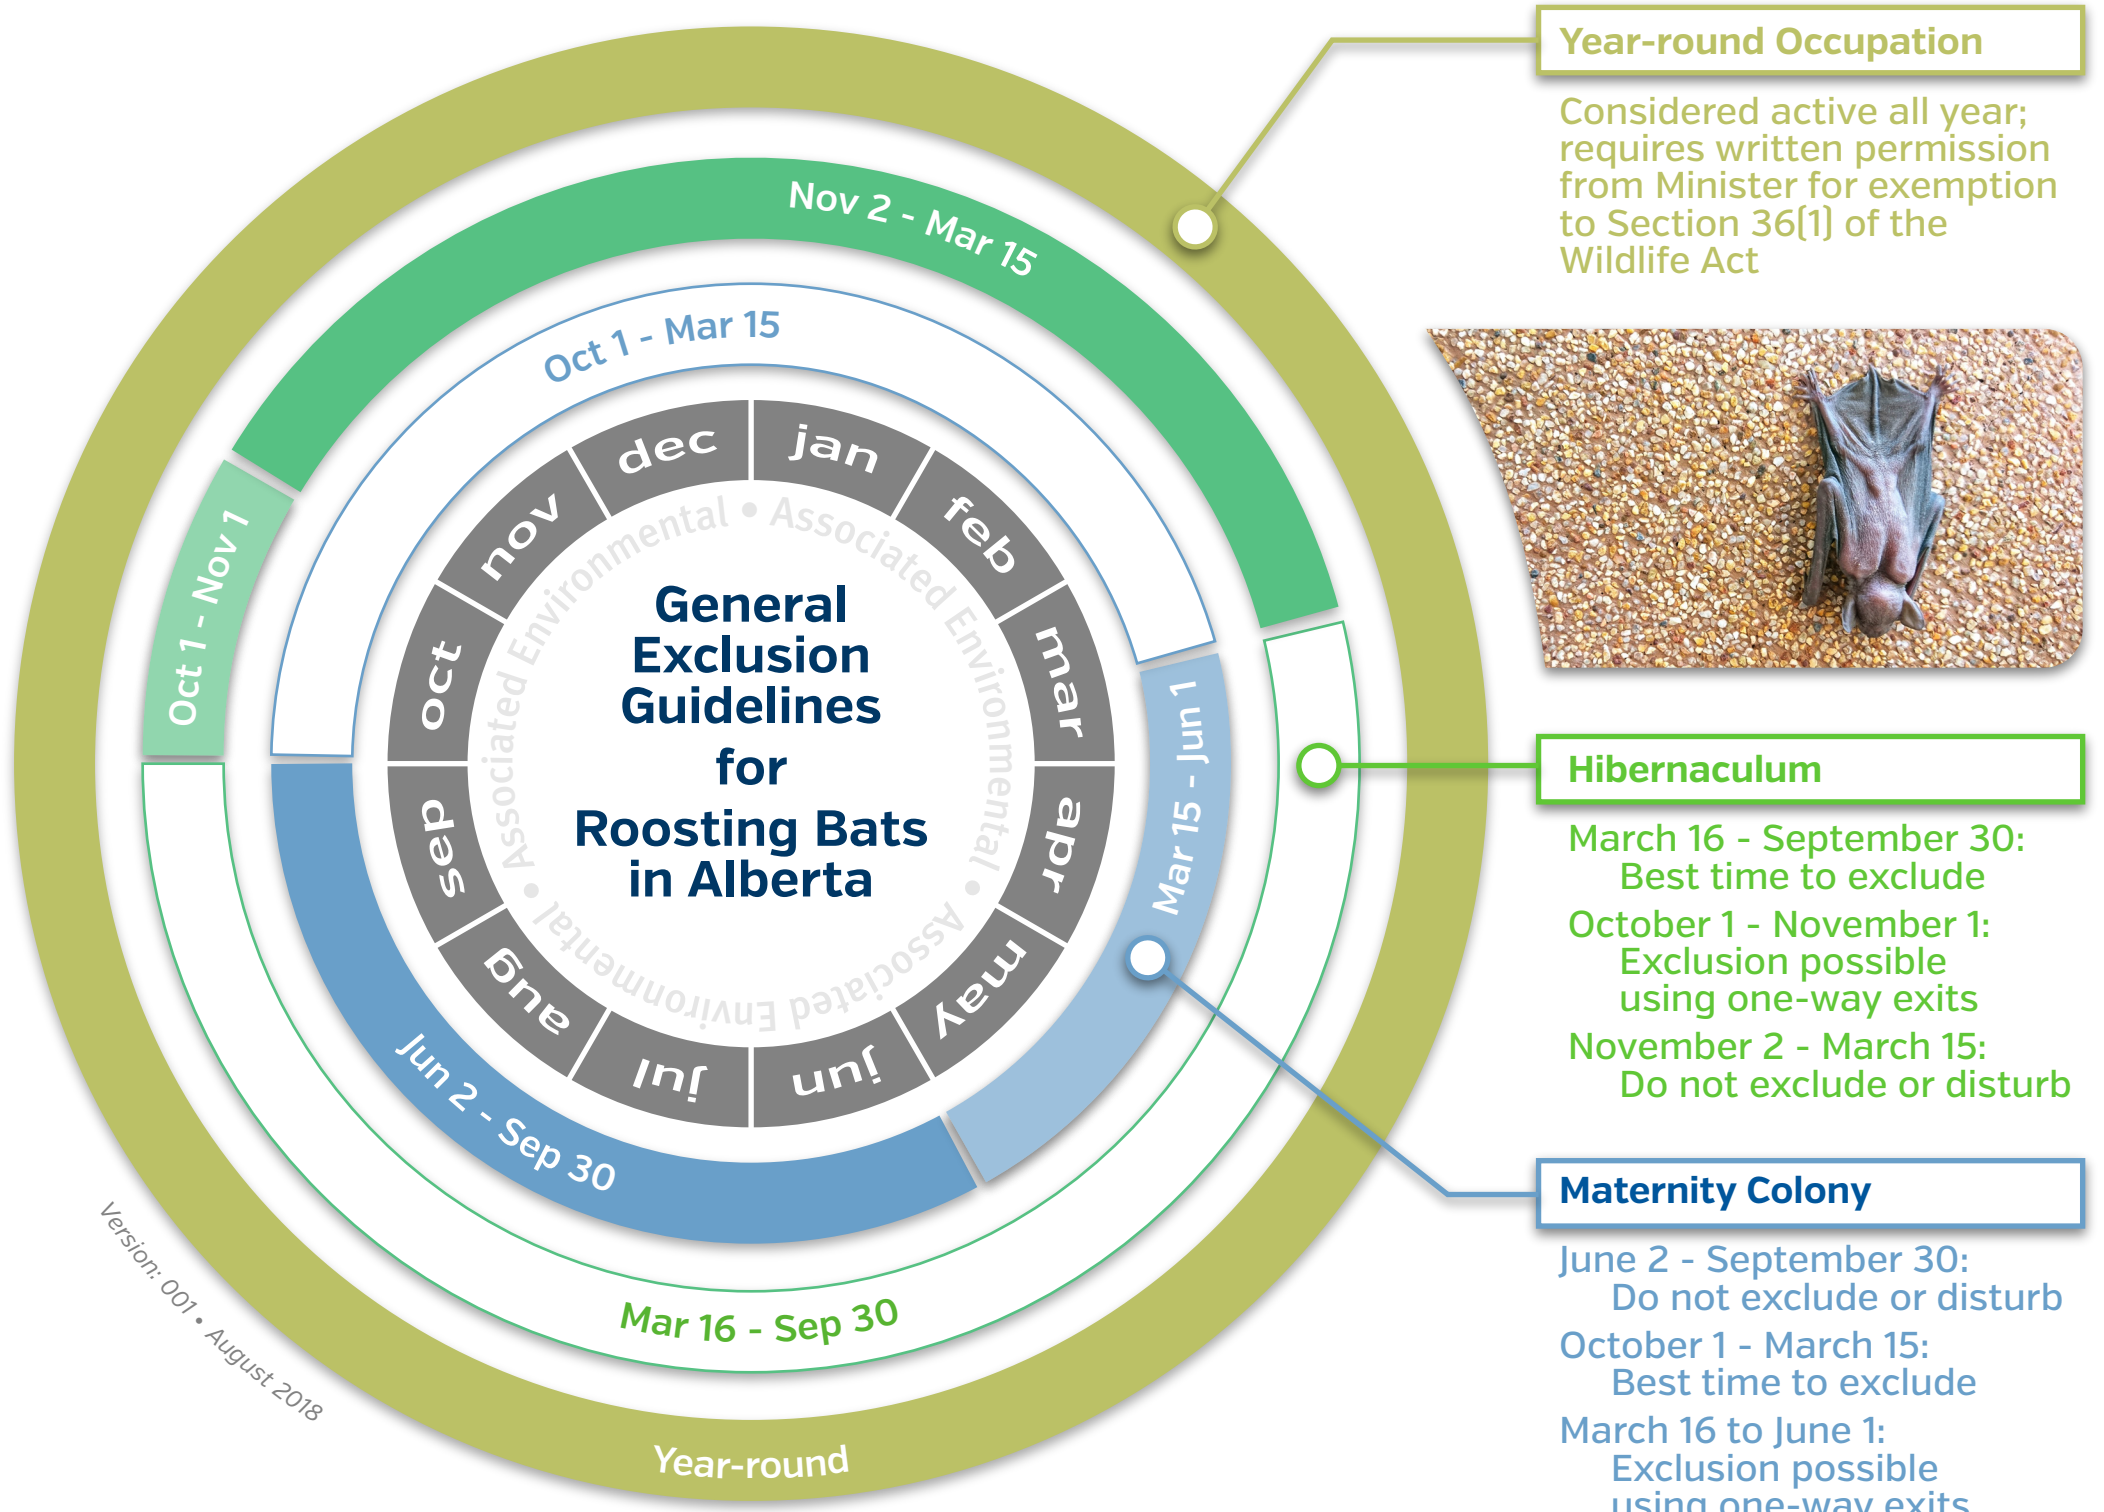 Year-round Occupation
Considered active all year;
requires written permission
from Minister for exemption
to Section 36(1) of the
Wildlife Act
Nov 2 - Mar 15
Oct 1 - Mar 15
Oct 1 - Nov 1
Mar 15 - Jun 1
Jun 2 - Sep 30
Mar 16 - Sep 30
Year-round
jan
feb
mar
apr
may
jun
jul
aug
sep
oct
nov
dec
Associated Environmental • Associated Environmental • Associated Environmental •
General
Exclusion
Guidelines
for
Roosting Bats
in Alberta
Hibernaculum
March 16 - September 30:
Best time to exclude
October 1 - November 1:
Exclusion possible
using one-way exits
November 2 - March 15:
Do not exclude or disturb
Maternity Colony
June 2 - September 30:
Do not exclude or disturb
October 1 - March 15:
Best time to exclude
March 16 to June 1:
Exclusion possible
using one-way exits
Version: 001 • August 2018